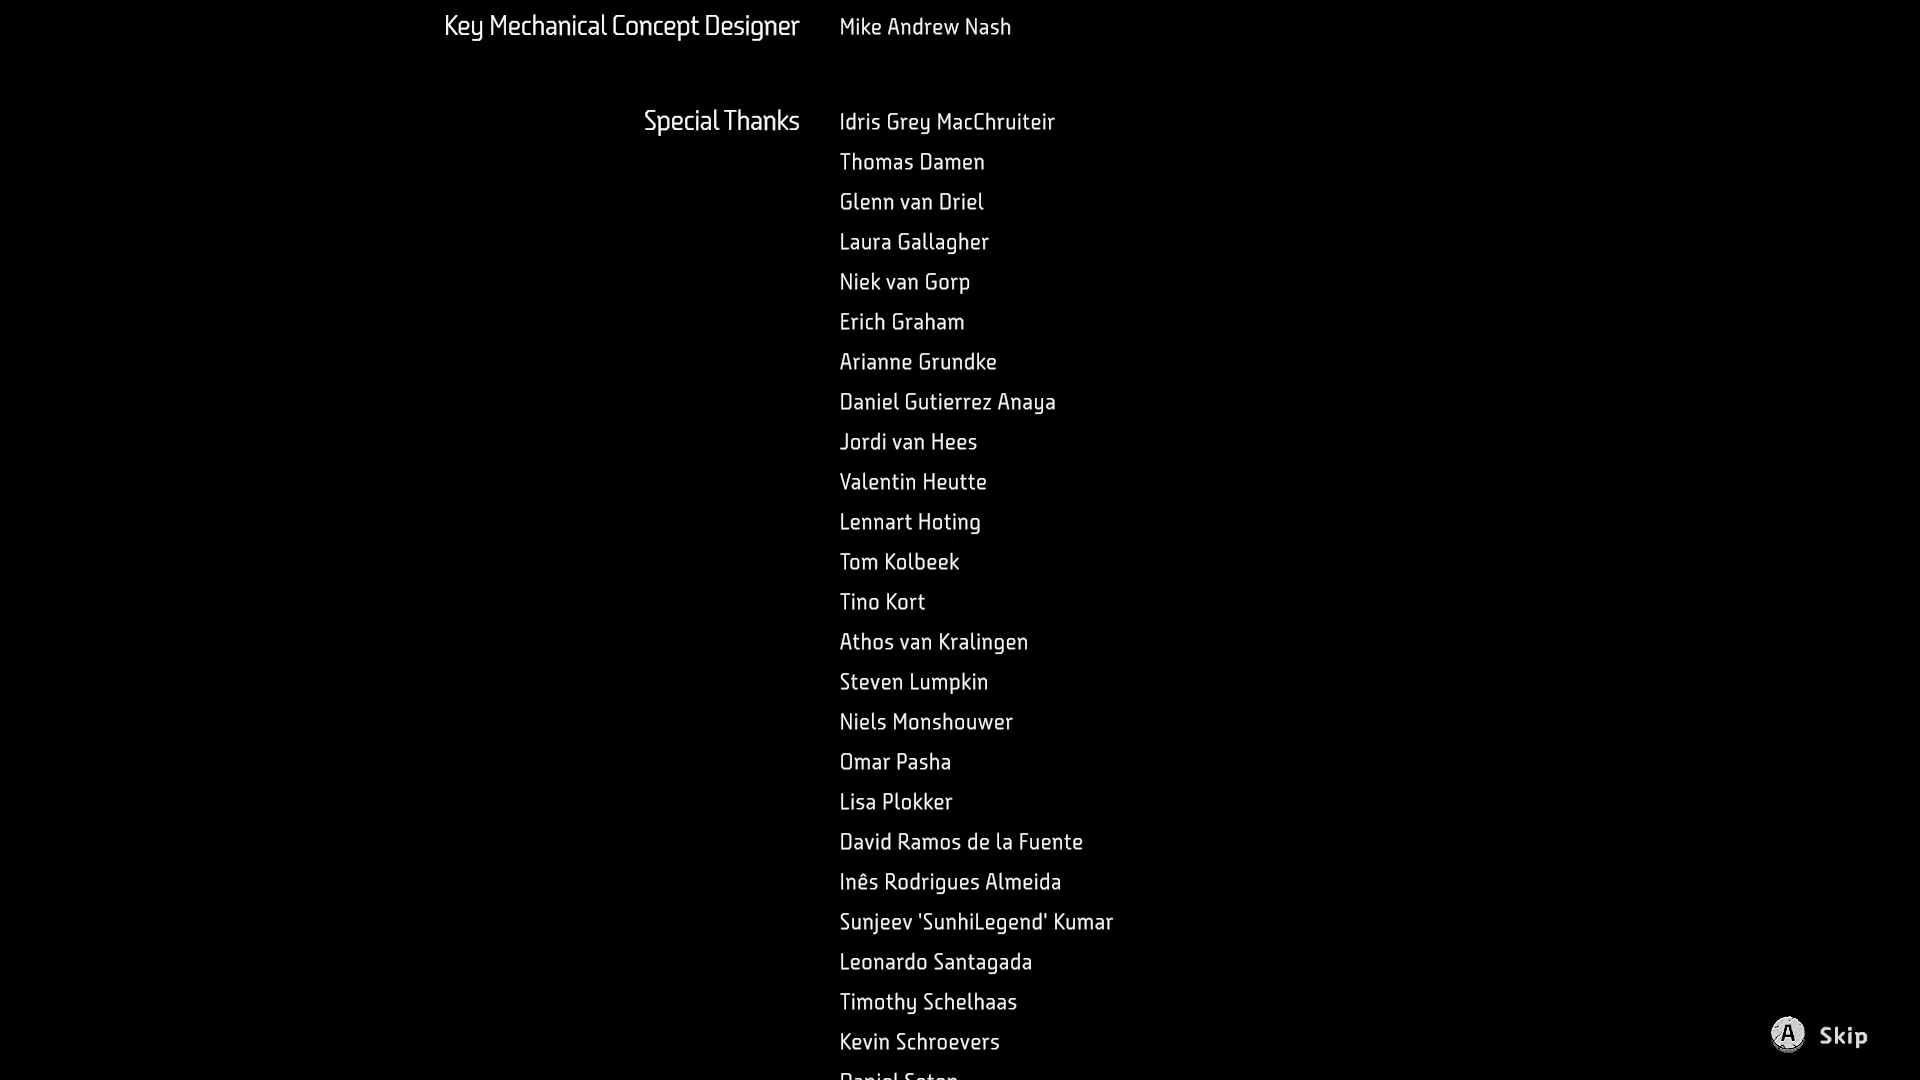 Key Mechanical Concept Designer Mike Andrew Nash
Special Thanks Idris Grey MacChruiteir
Thomas Damen
Glenn van Driel
Laura Gallagher
Niek van Gorp
Erich Graham
Arianne Grundke
Daniel Gutierrez Anaya
Jordi van Hees
Valentin Heutte
Lennart Hoting
Tom Kolbeek
Tino Kort
Athos van Kralingen
Steven Lumpkin
Niels Monshouwer
Omar Pasha
Lisa Plokker
David Ramos de la Fuente
Inês Rodrigues Almeida
Sunjeev 'SunhiLegend' Kumar
Leonardo Santagada
Timothy Schelhaas
Kevin Schroevers
Daniel
A Skip